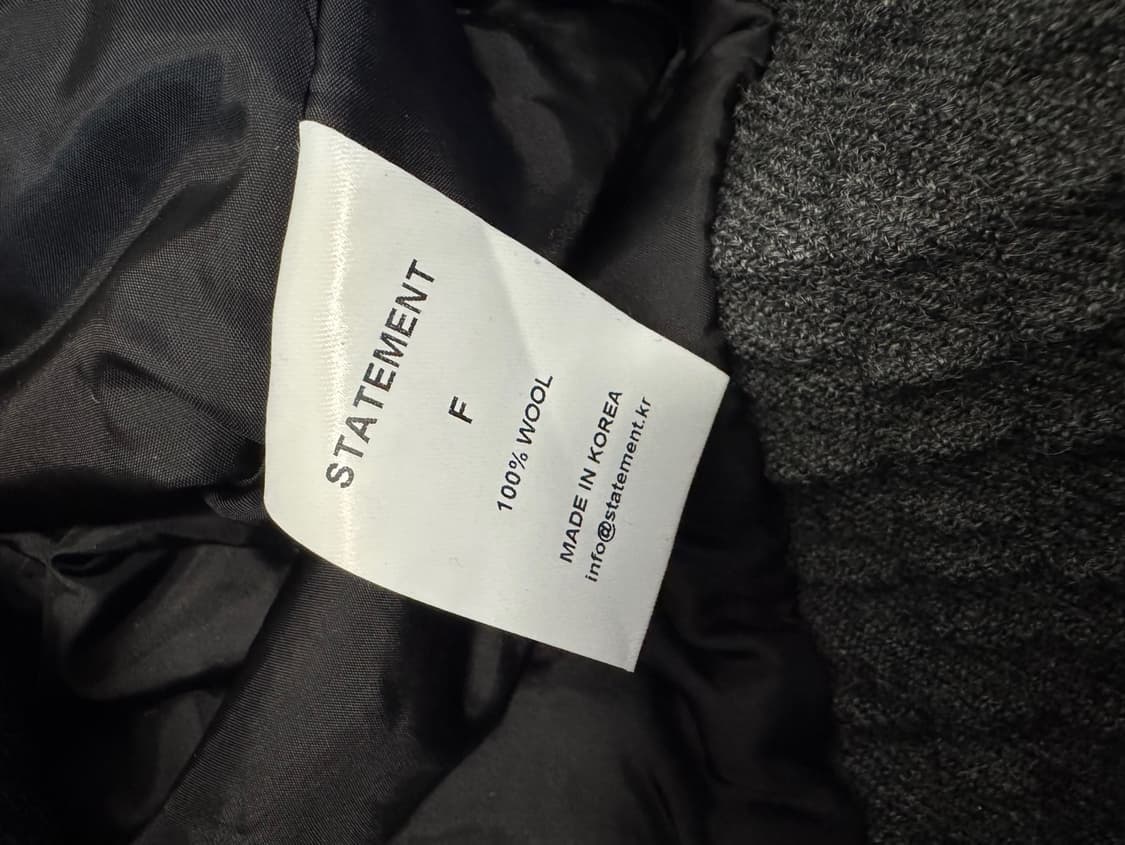 STATEMENT
F
100% WOOL
MADE IN KOREA
info@statement.kr